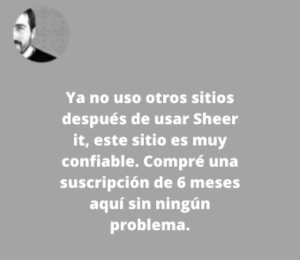 Ya no uso otros sitios
después de usar Sheer
it, este sitio es muy
confiable. Compré una
suscripción de 6 meses
aquí sin ningún
problema.